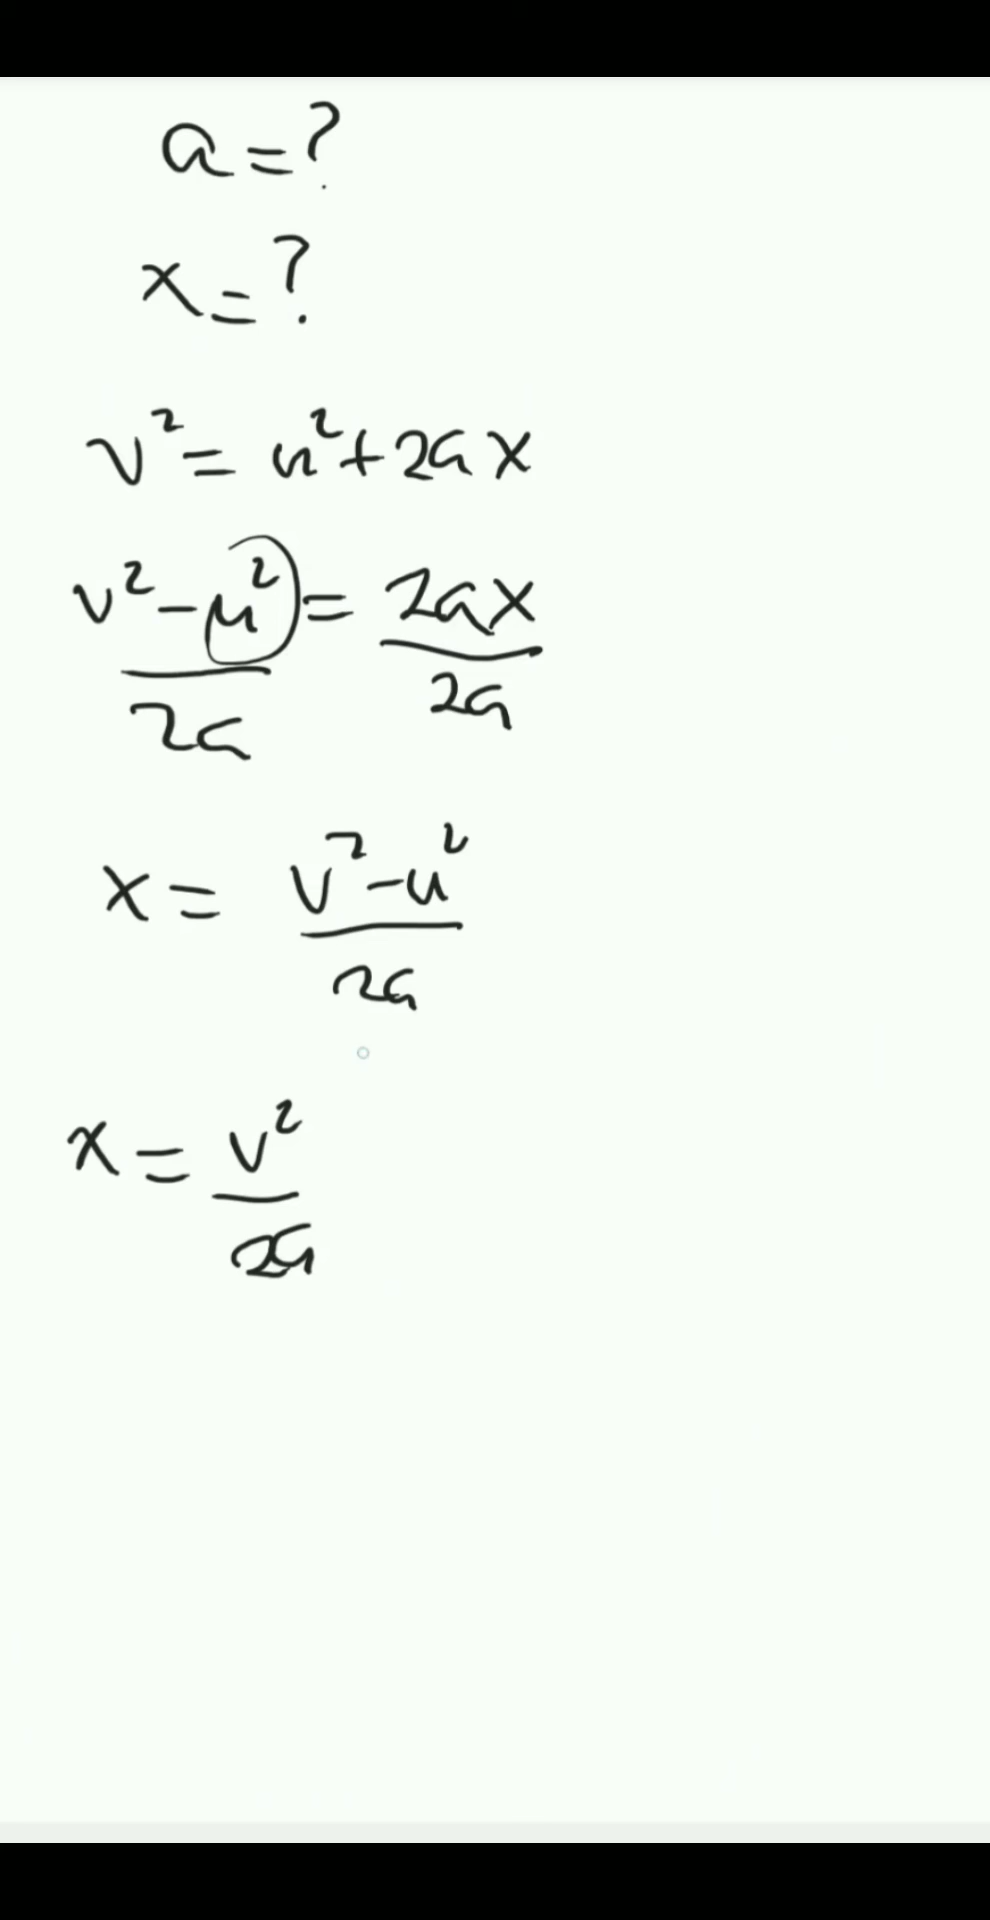 a=?
x=?
v²=u²+2ax
v²-u²=2ax
2a 2a
x=v²-u²
2a
x=v²
2a